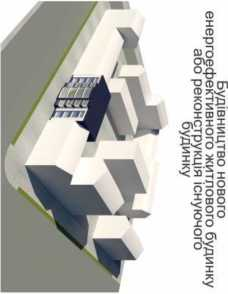 Будівництво нового
енергоефективного житлового будинку
або реконструкція існуючого
будинку